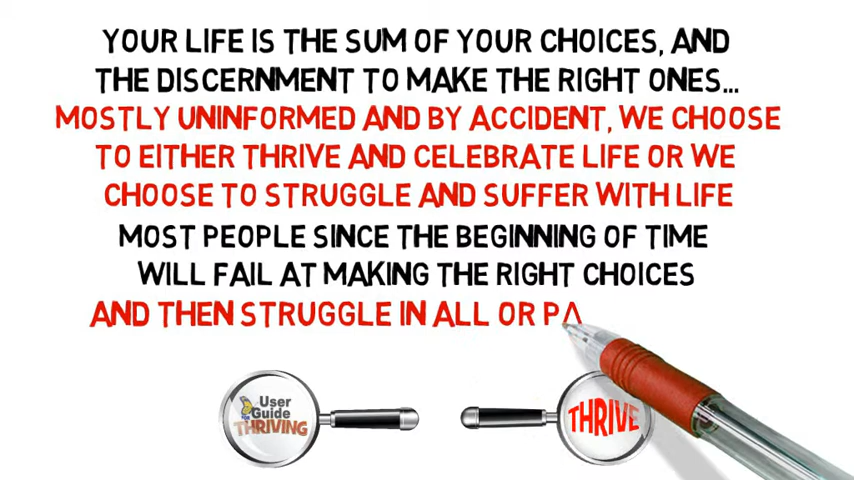 YOUR LIFE IS THE SUM OF YOUR CHOICES, AND
THE DISCERNMENT TO MAKE THE RIGHT ONES...
MOSTLY UNINFORMED AND BY ACCIDENT, WE CHOOSE
TO EITHER THRIVE AND CELEBRATE LIFE OR WE
CHOOSE TO STRUGGLE AND SUFFER WITH LIFE
MOST PEOPLE SINCE THE BEGINNING OF TIME
WILL FAIL AT MAKING THE RIGHT CHOICES
AND THEN STRUGGLE IN ALL OR PA
User
Guide
FOR
THRIVING
THRIVE